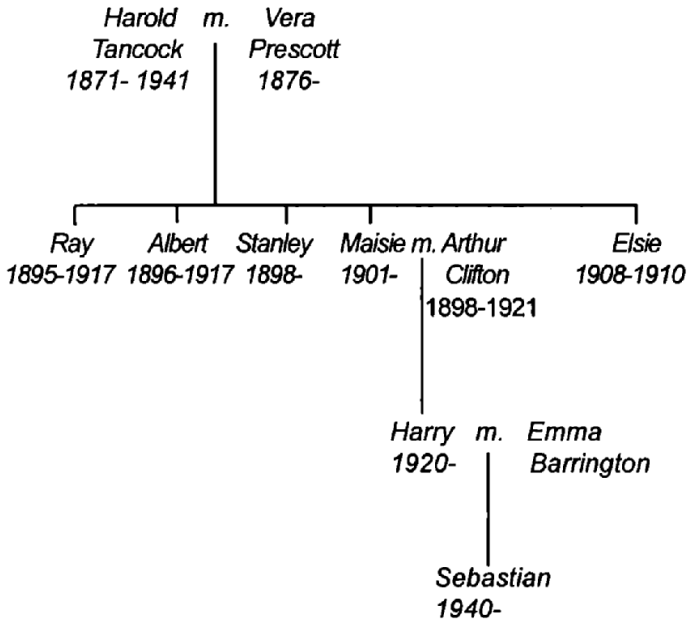 Harold m. Vera
Tancock Prescott
1871- 1941 1876-
Ray Albert Stanley Maisie m. Arthur Elsie
1895-1917 1896-1917 1898- 1901- Clifton 1908-1910
1898-1921
Harry m. Emma
1920- Barrington
Sebastian
1940-